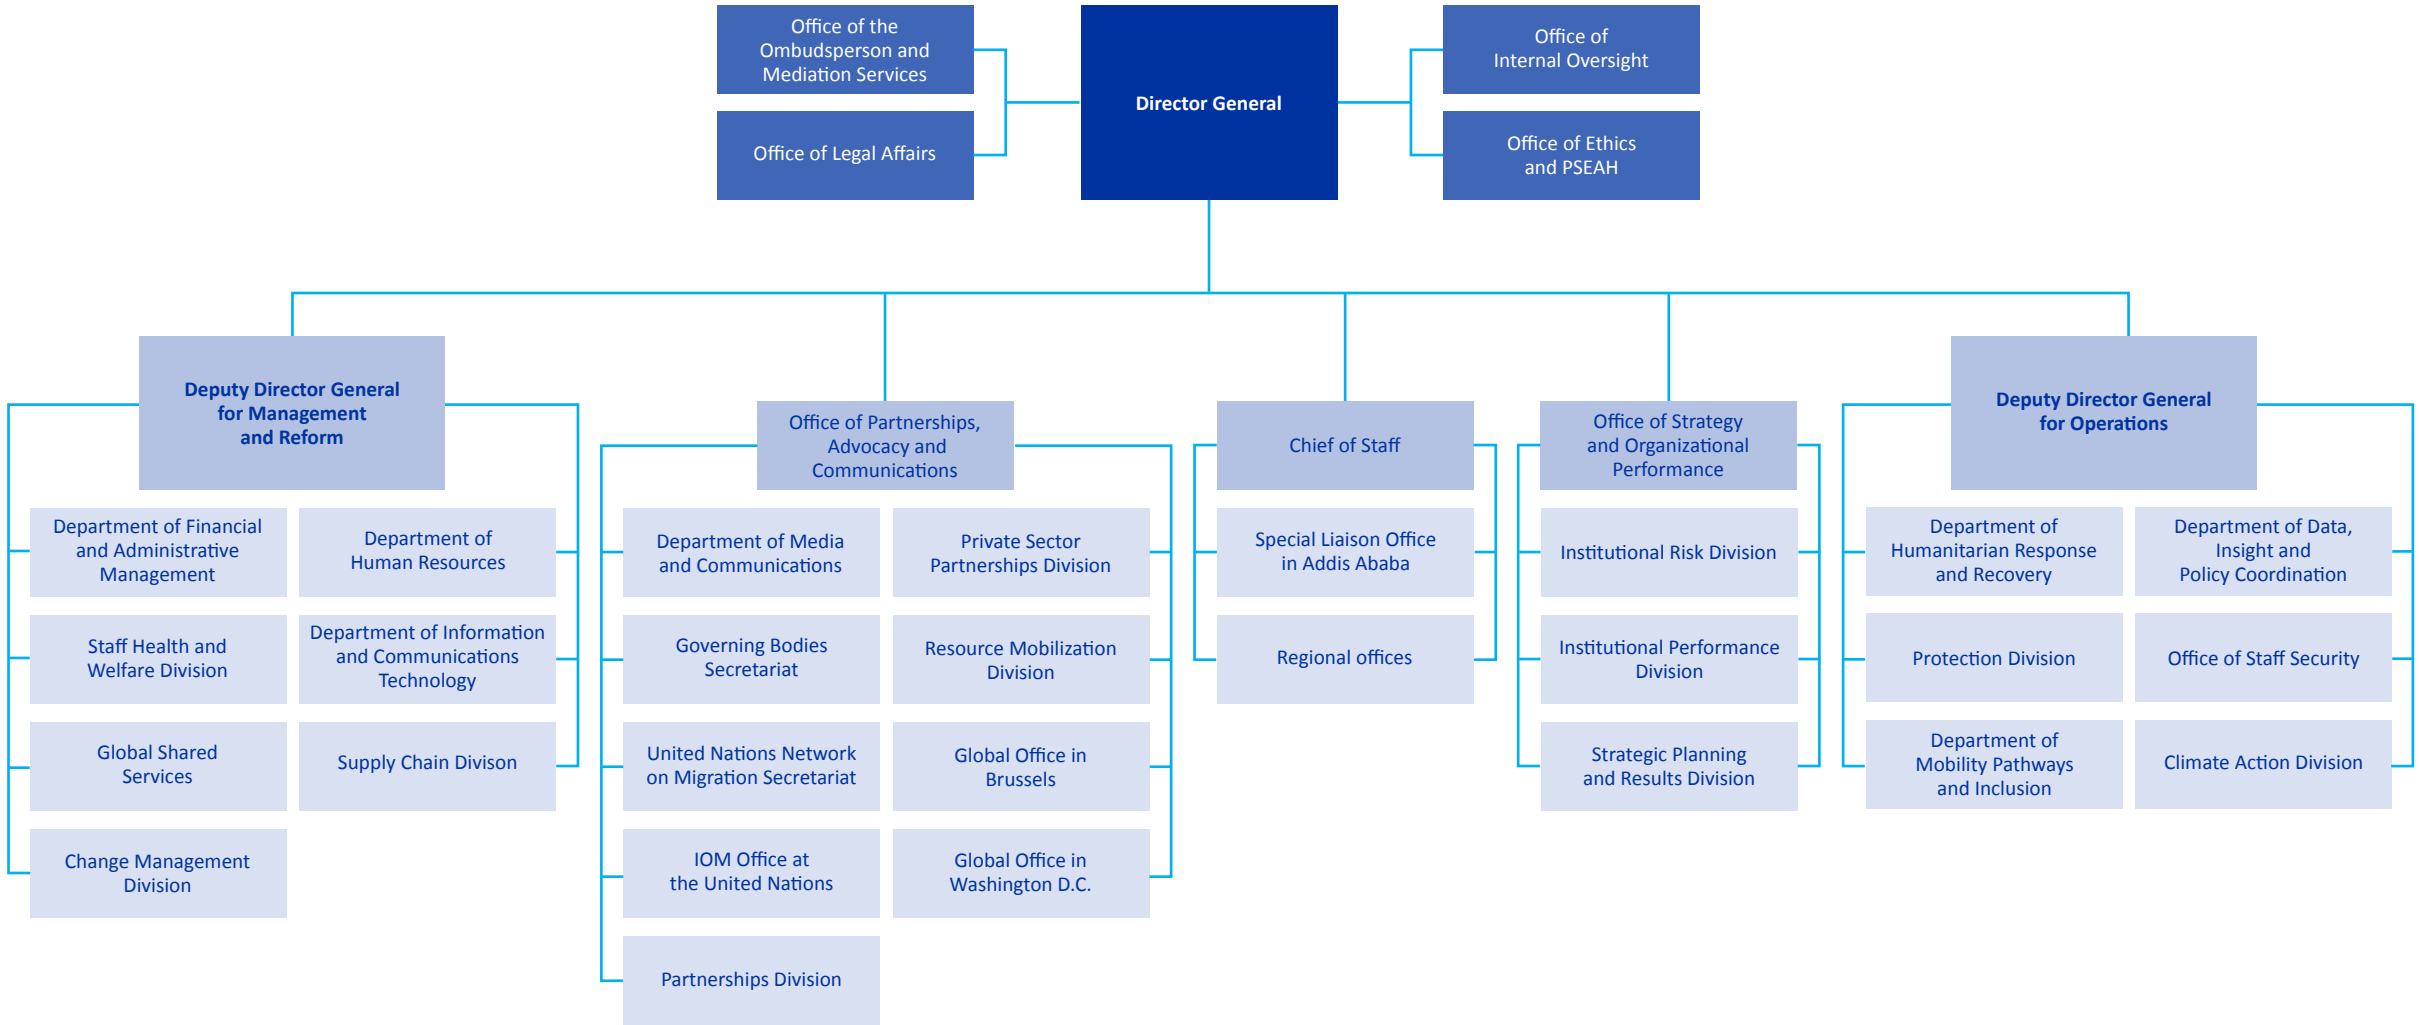 Office of the
Ombudsperson and
Mediation Services
Office of Legal Affairs
Director General
Office of
Internal Oversight
Office of Ethics
and PSEAH
Deputy Director General
for Management
and Reform
Department of Financial
and Administrative
Management
Department of
Human Resources
Staff Health and
Welfare Division
Department of Information
and Communications
Technology
Global Shared
Services
Supply Chain Divison
Change Management
Division
Office of Partnerships,
Advocacy and
Communications
Department of Media
and Communications
Private Sector
Partnerships Division
Governing Bodies
Secretariat
Resource Mobilization
Division
United Nations Network
on Migration Secretariat
Global Office in
Brussels
IOM Office at
the United Nations
Global Office in
Washington D.C.
Partnerships Division
Chief of Staff
Special Liaison Office
in Addis Ababa
Regional offices
Office of Strategy
and Organizational
Performance
Institutional Risk Division
Institutional Performance
Division
Strategic Planning
and Results Division
Deputy Director General
for Operations
Department of
Humanitarian Response
and Recovery
Department of Data,
Insight and
Policy Coordination
Protection Division
Office of Staff Security
Department of
Mobility Pathways
and Inclusion
Climate Action Division